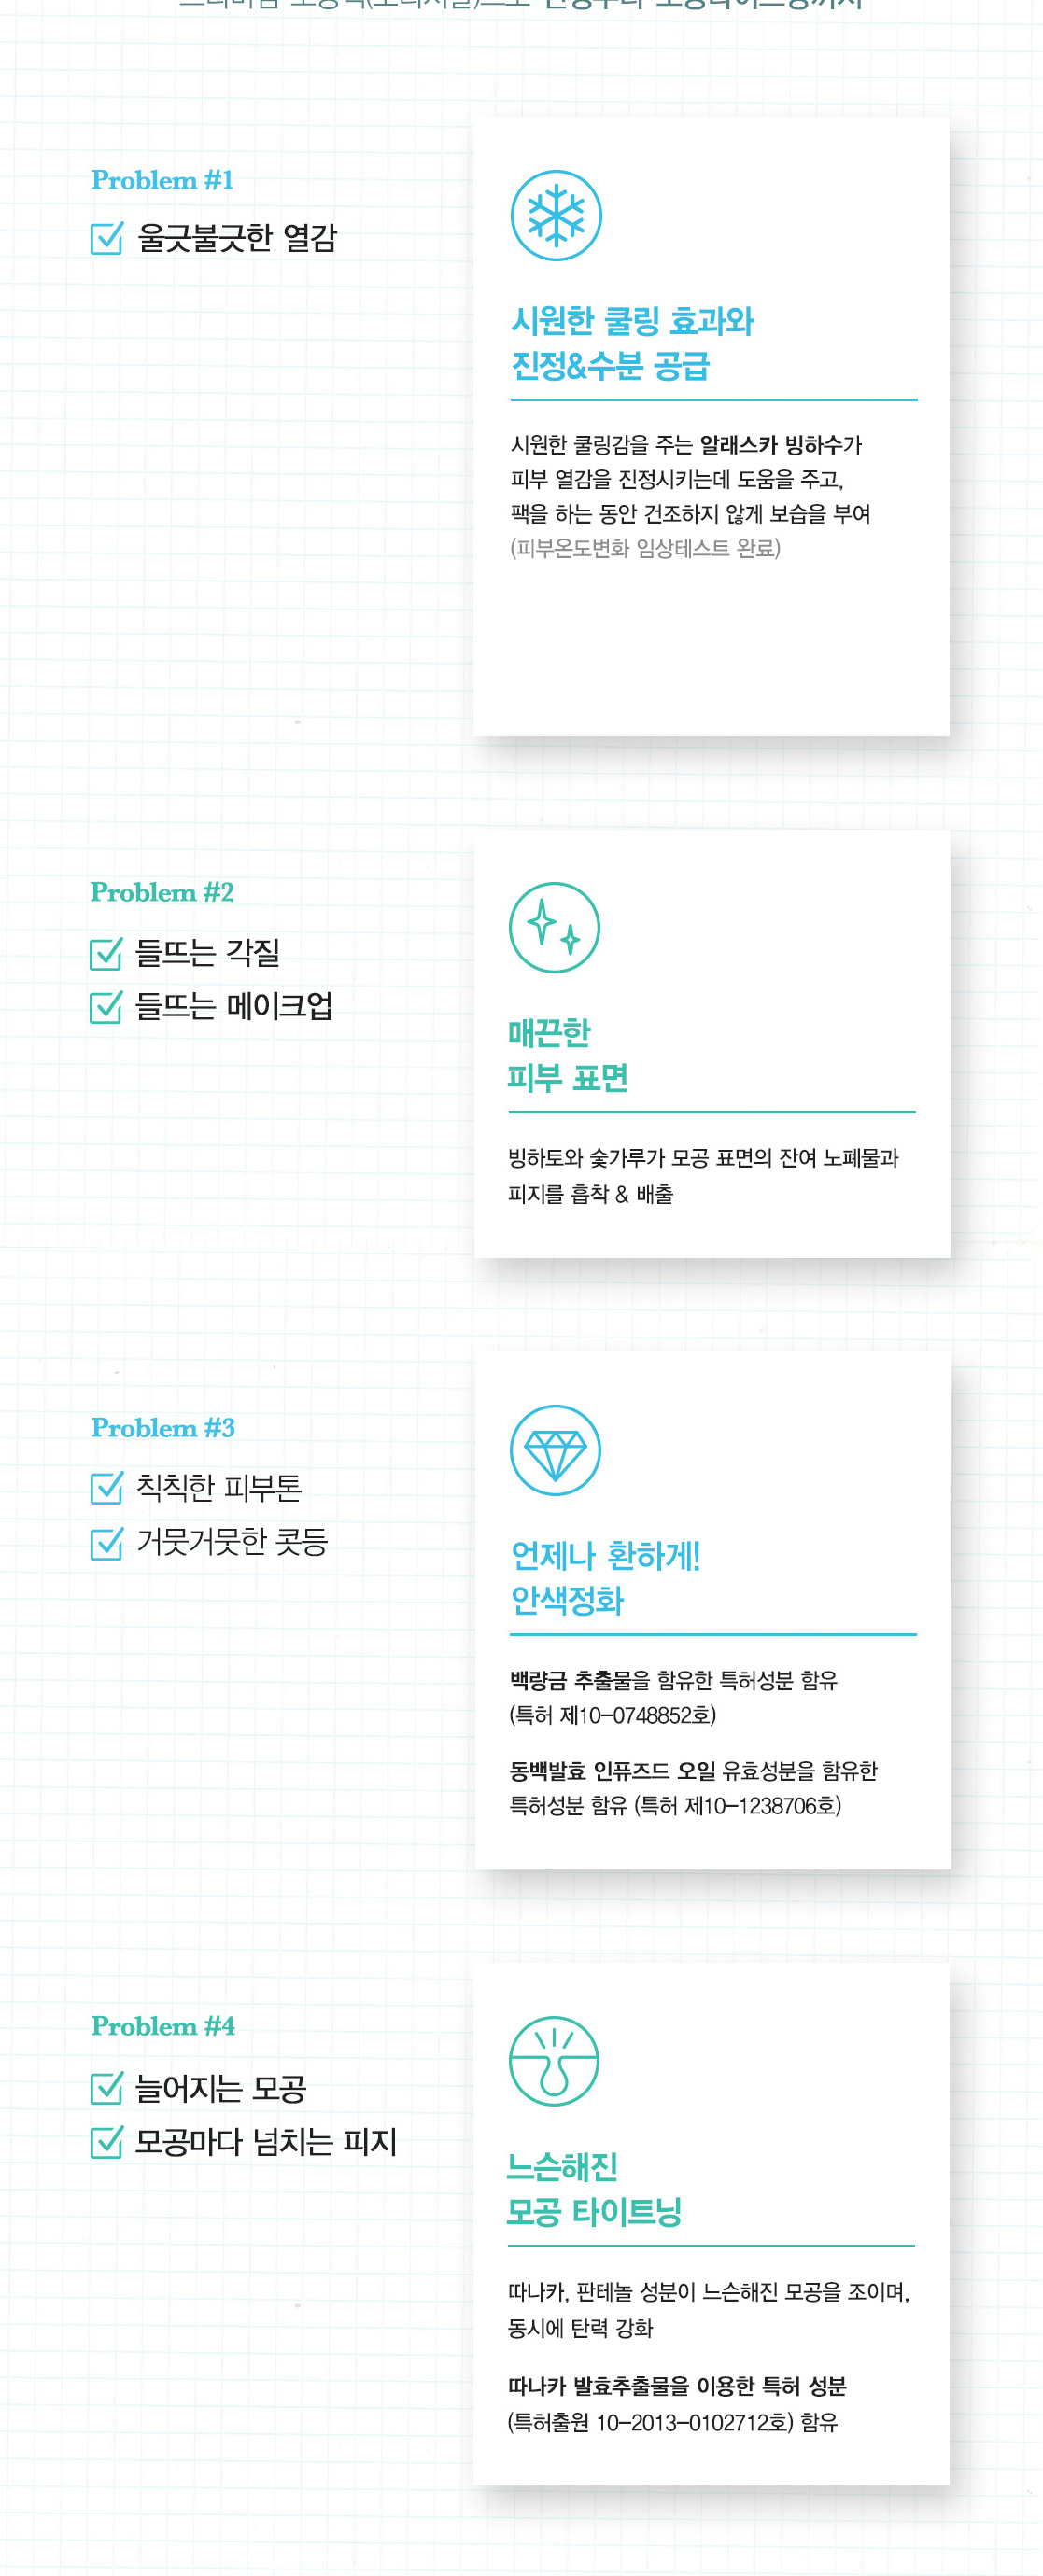 Problem #1
울긋불긋한 열감
시원한 쿨링 효과와
진정&수분 공급
시원한 쿨링감을 주는 알래스카 빙하수가
피부 열감을 진정시키는데 도움을 주고,
팩을 하는 동안 건조하지 않게 보습을 부여
(피부온도변화 임상테스트 완료)
Problem #2
들뜨는 각질
들뜨는 메이크업
매끈한
피부 표면
빙하토와 숯가루가 모공 표면의 잔여 노폐물과
피지를 흡착 & 배출
Problem #3
칙칙한 피부톤
거뭇거뭇한 콧등
언제나 환하게!
안색정화
백량금 추출물을 함유한 특허성분 함유
(특허 제10-0748852호)
동백발효 인퓨즈드 오일 유효성분을 함유한
특허성분 함유 (특허 제10-1238706호)
Problem #4
늘어지는 모공
모공마다 넘치는 피지
느슨해진
모공 타이트닝
따나카, 판테놀 성분이 느슨해진 모공을 조이며,
동시에 탄력 강화
따나카 발효추출물을 이용한 특허 성분
(특허출원 10-2013-0102712호) 함유